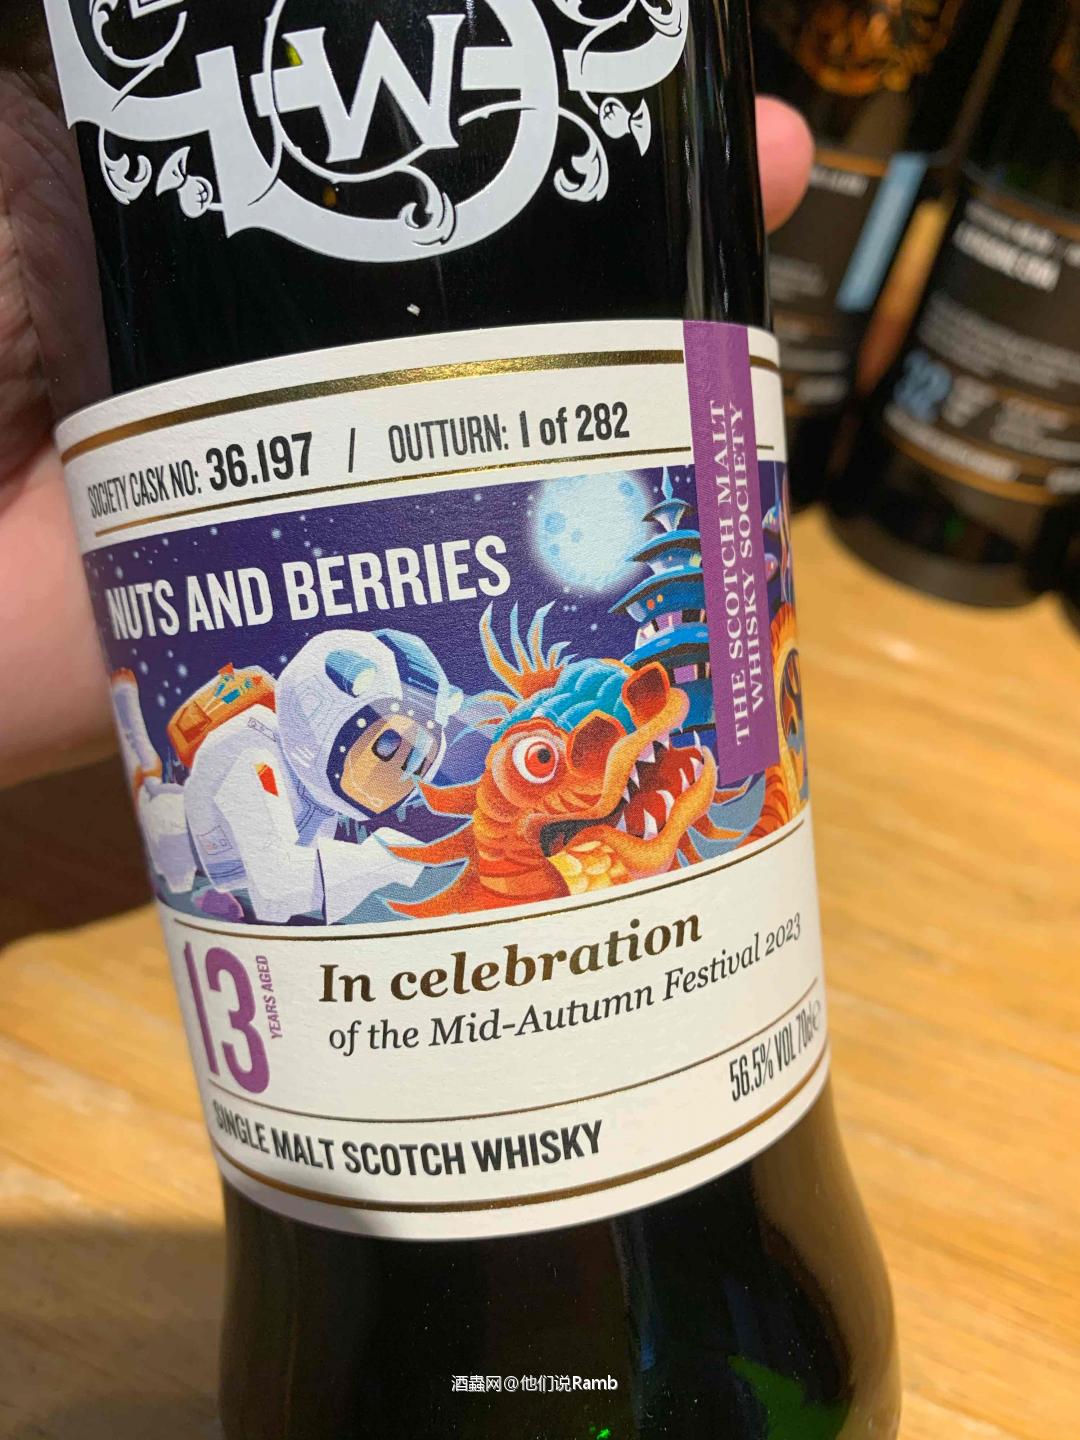 SOCIETY CASK NO: 36.197 / OUTTURN: 1 of 282
NUTS AND BERRIES
THE SCOTCH MALT
WHISKY SOCIETY
13 YEARS AGED
In celebration
of the Mid-Autumn Festival 2023
56.5% VOL 70cl e
SINGLE MALT SCOTCH WHISKY
酒蟲网@他们说Ramb